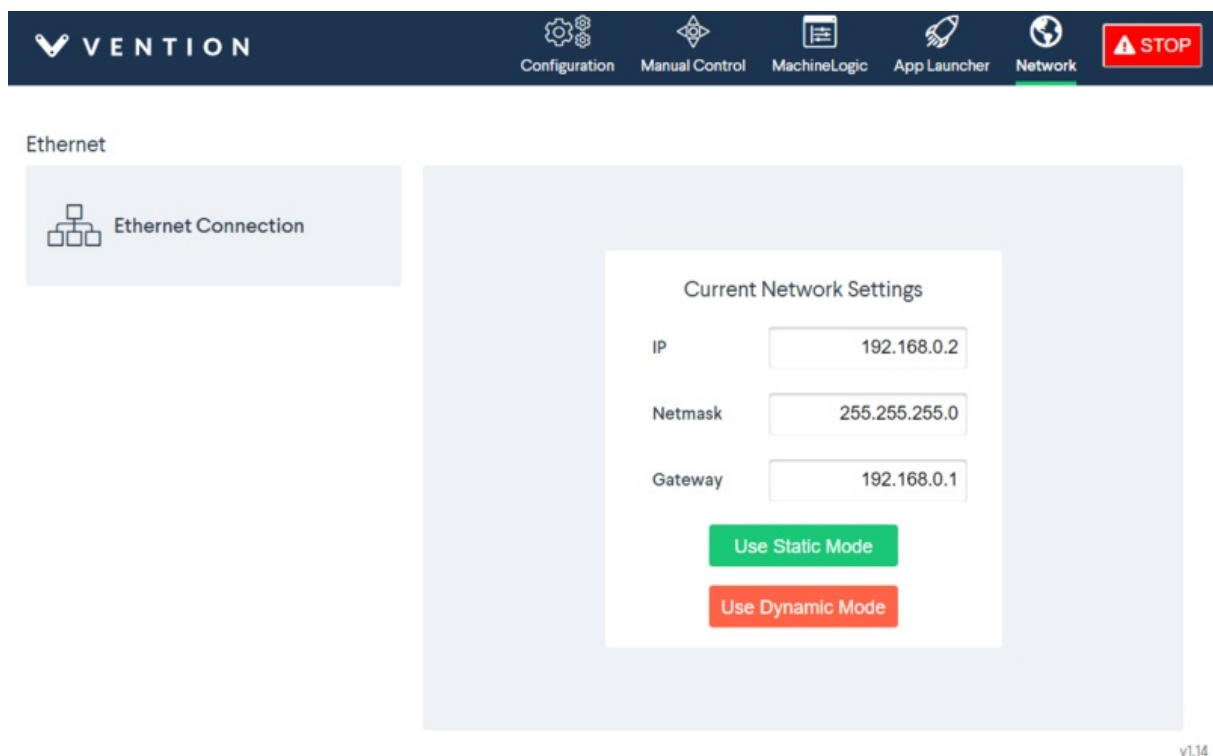 VENTION
Configuration Manual Control MachineLogic App Launcher Network STOP
Ethernet
Ethernet Connection
Current Network Settings
IP 192.168.0.2
Netmask 255.255.255.0
Gateway 192.168.0.1
Use Static Mode
Use Dynamic Mode
v1.14